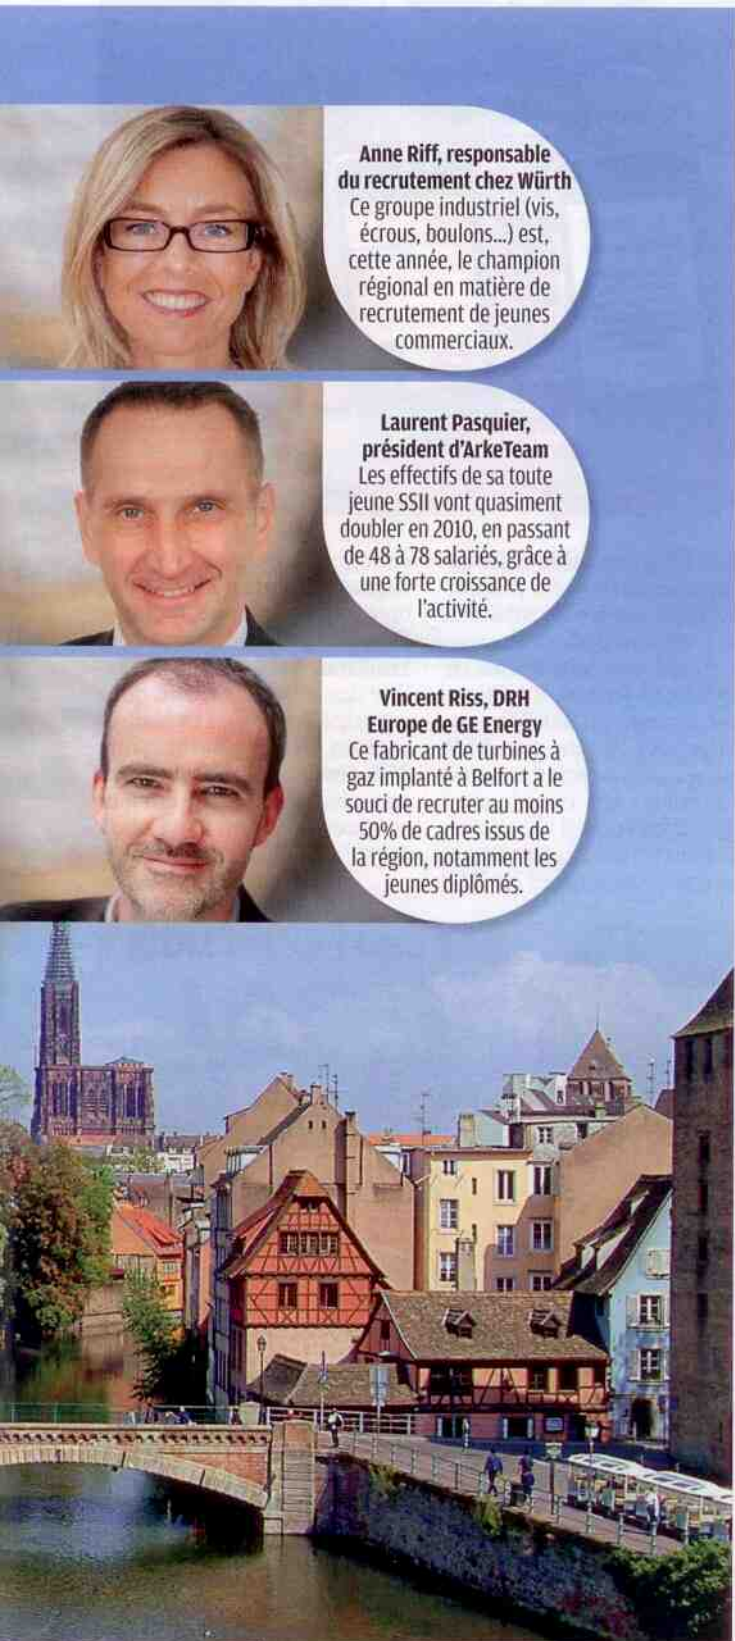 Anne Riff, responsable
du recrutement chez Würth
Ce groupe industriel (vis,
écrous, boulons...) est,
cette année, le champion
régional en matière de
recrutement de jeunes
commerciaux.
Laurent Pasquier,
président d'ArkeTeam
Les effectifs de sa toute
jeune SSII vont quasiment
doubler en 2010, en passant
de 48 à 78 salariés, grâce à
une forte croissance de
l'activité.
Vincent Riss, DRH
Europe de GE Energy
Ce fabricant de turbines à
gaz implanté à Belfort a le
souci de recruter au moins
50% de cadres issus de
la région, notamment les
jeunes diplômés.